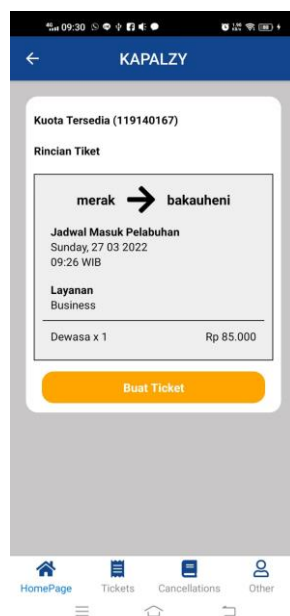 09:30
KAPALZY
Kuota Tersedia (119140167)
Rincian Tiket
merak bakauheni
Jadwal Masuk Pelabuhan
Sunday, 27 03 2022
09:26 WIB
Layanan
Business
Dewasa x 1 Rp 85.000
Buat Ticket
HomePage Tickets Cancellations Other